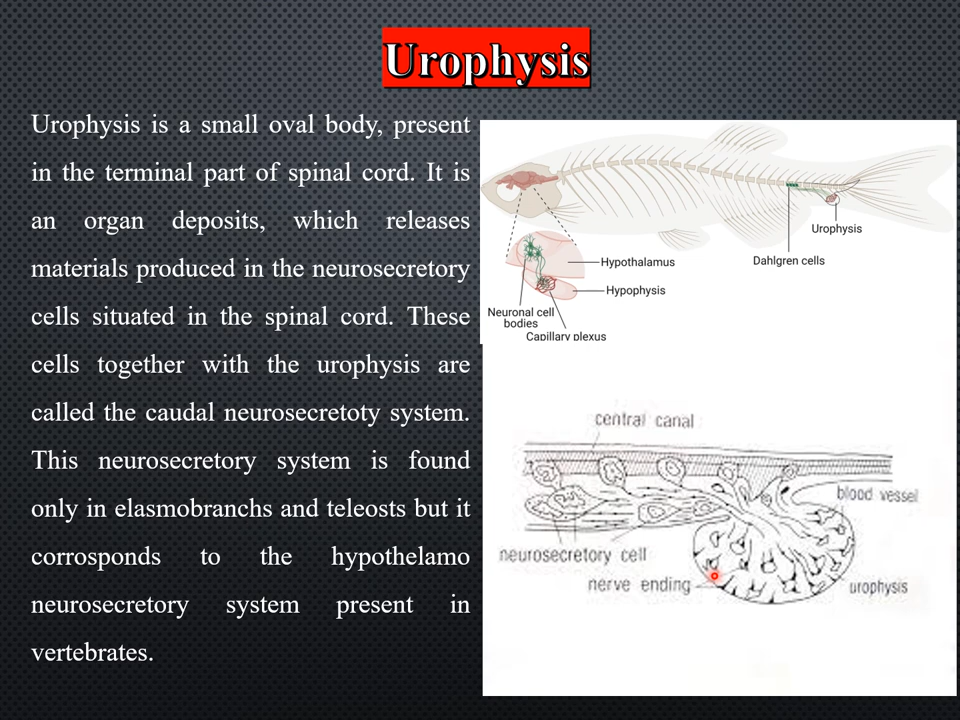 Urophysis
Urophysis is a small oval body, present
in the terminal part of spinal cord. It is
an organ deposits, which releases
materials produced in the neurosecretory
cells situated in the spinal cord. These
cells together with the urophysis are
called the caudal neurosecretoty system.
This neurosecretory system is found
only in elasmobranchs and teleosts but it
corrosponds to the hypothelamo
neurosecretory system present in
vertebrates.
Urophysis
Dahlgren cells
Hypothalamus
Hypophysis
Neuronal cell
bodies
Capillary plexus
central canal
blood vessel
neurosecretory cell
nerve ending
urophysis